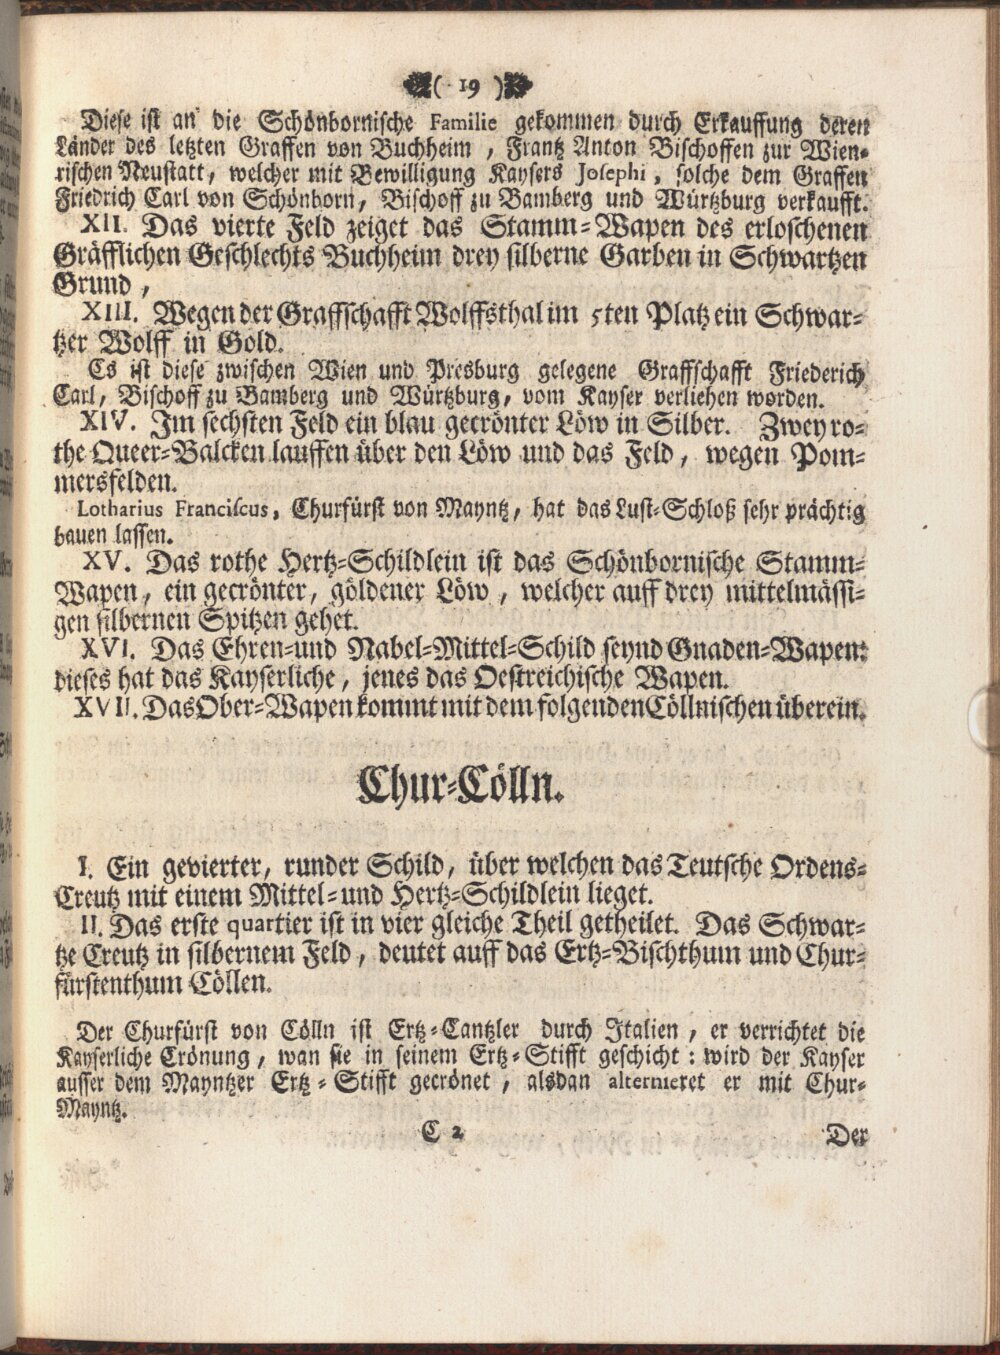 ( 19 )
Diese ist an die Schönbornische Familie gekommen durch Erkauffung deren
Länder des letzten Graffen von Buchheim, Frantz Anton Bischoffen zur Wien-
rischen Neustatt, welcher mit Bewilligung Kaysers Josephi, solche dem Graffen
Friedrich Carl von Schönborn, Bischoff zu Bamberg und Würtzburg verkaufft.
XII. Das vierte Feld zeiget das Stamm-Wapen des erloschenen
Gräfflichen Geschlechts Buchheim drey silberne Garben in Schwartzen
Grund,
XIII. Wegen der Graffschafft Wolffsthal im 5ten Platz ein Schwar-
tzer Wolff in Gold.
Es ist diese zwischen Wien und Presburg gelegene Graffschafft Friederich
Carl, Bischoff zu Bamberg und Würtzburg, vom Kayser verliehen worden.
XIV. Im sechsten Feld ein blau gecrönter Löw in Silber. Zwey ro-
the Queer-Balcken lauffen über den Löw und das Feld, wegen Pom-
mersfelden.
Lotharius Franciscus, Churfürst von Mayntz, hat das Lust-Schloß sehr prächtig
bauen lassen.
XV. Das rothe Hertz-Schildlein ist das Schönbornische Stamm-
Wapen, ein gecrönter, göldener Löw, welcher auff drey mittelmässi-
gen silbernen Spitzen gehet.
XVI. Das Ehren-und Nabel-Mittel-Schild seynd Gnaden-Wapen:
dieses hat das Kayserliche, jenes das Oestreichische Wapen.
XVII. Das Ober-Wapen kommt mit dem folgenden Cöllnischen überein.
Chur-Cölln.
I. Ein gevierter, runder Schild, über welchen das Teutsche Ordens-
Creutz mit einem Mittel-und Hertz-Schildlein lieget.
II. Das erste quartier ist in vier gleiche Theil getheilet. Das Schwar-
tze Creutz in silbernem Feld, deutet auff das Ertz-Bischthum und Chur-
fürstenthum Cöllen.
Der Churfürst von Cölln ist Ertz-Cantzler durch Italien, er verrichtet die
Kayserliche Crönung, wan sie in seinem Ertz-Stifft geschicht: wird der Kayser
ausser dem Mayntzer Ertz-Stifft gecrönet, alsdan alternieret er mit Chur-
Mayntz.
C 2 Der